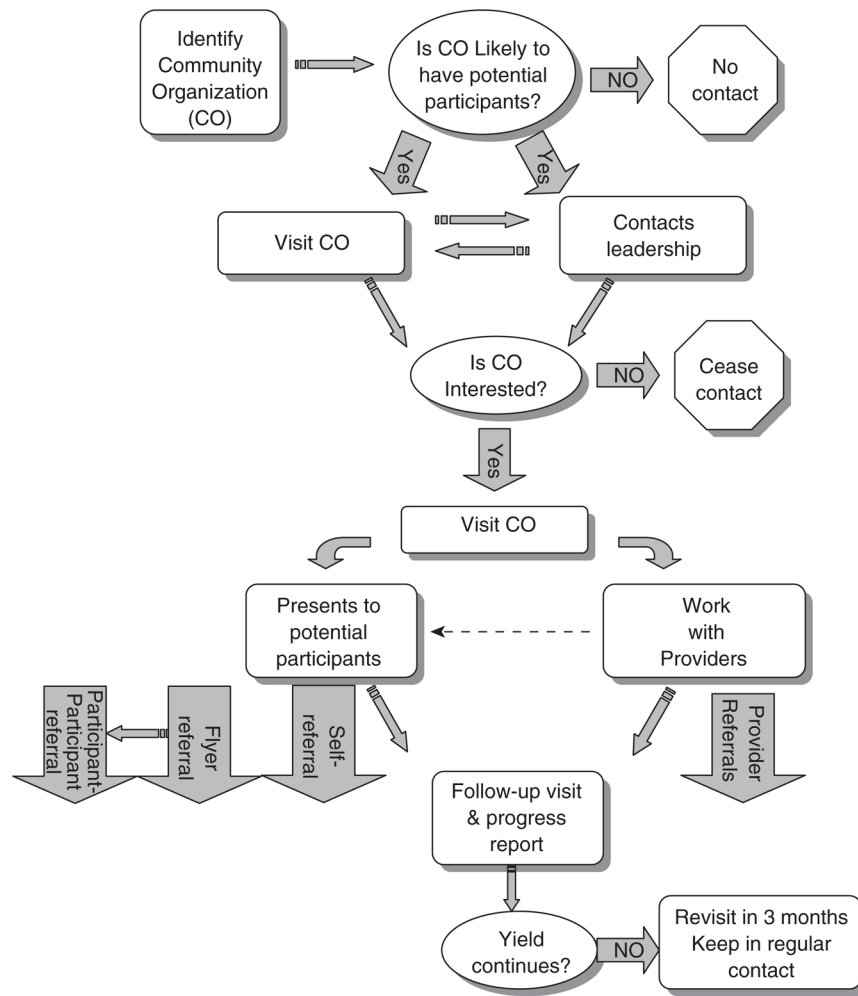 Identify
Community
Organization
(CO)
Is CO Likely to
have potential
participants?
NO
No
contact
Yes
Yes
Visit CO
Contacts
leadership
Is CO
Interested?
NO
Cease
contact
Yes
Visit CO
Presents to
potential
participants
Work
with
Providers
Participant-
Participant
referral
Flyer
referral
Self-
referral
Provider
Referrals
Follow-up visit
& progress
report
Yield
continues?
NO
Revisit in 3 months
Keep in regular
contact